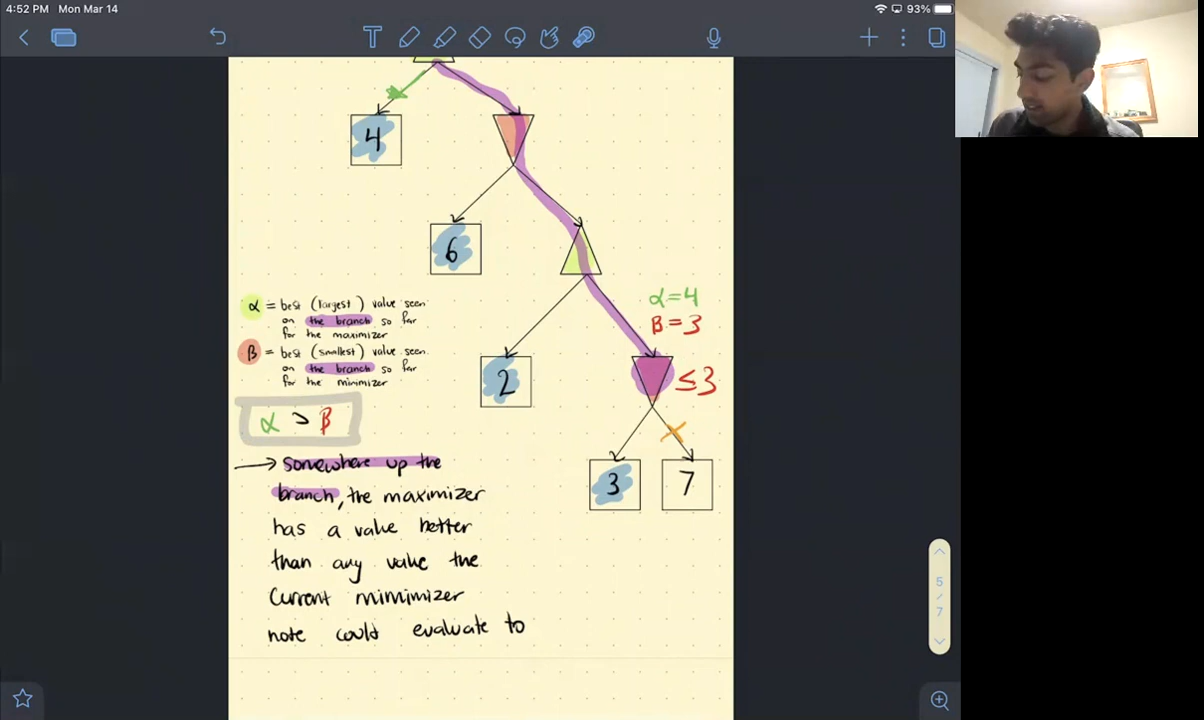 4:52 PM Mon Mar 14
93%
T
4
6
α = best (largest) value seen
on the branch so far
for the maximizer
β = best (smallest) value seen
on the branch so far
for the minimizer
α > β
α=4
β=3
2
≤3
3
7
→ somewhere up the
branch, the maximizer
has a value better
than any value the
current mimimizer
note could evaluate to
5
/
7